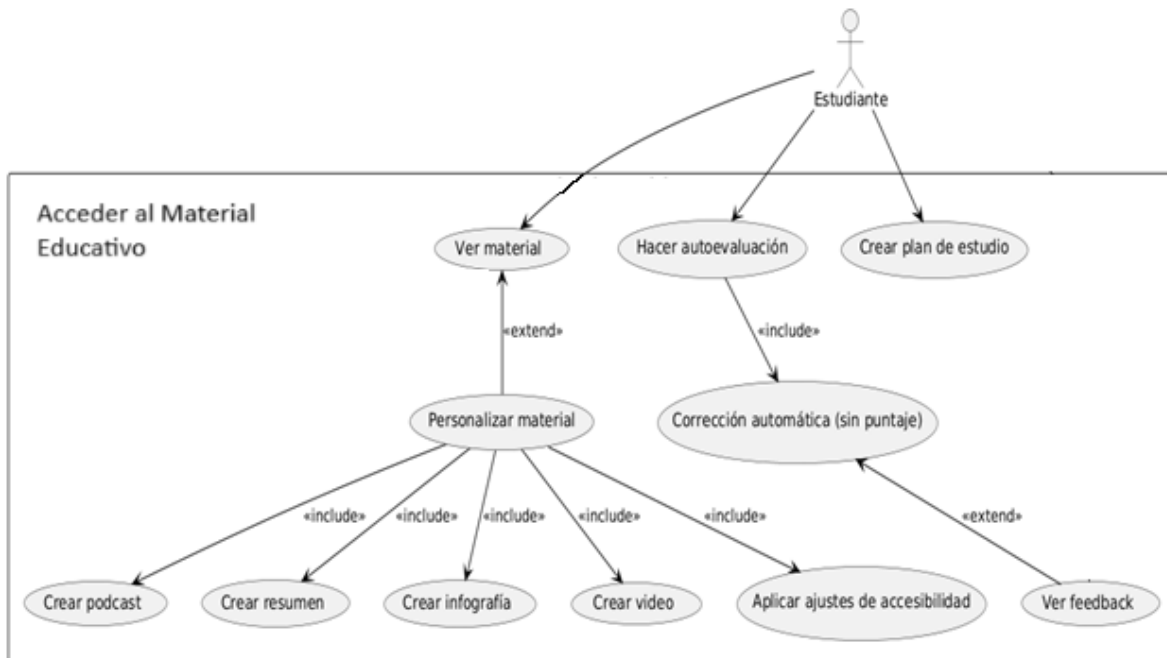 Estudiante
Acceder al Material
Educativo
Ver material
Hacer autoevaluación
Crear plan de estudio
«extend»
«include»
Personalizar material
Corrección automática (sin puntaje)
«include»
«include»
«include»
«include»
«include»
«extend»
Crear podcast
Crear resumen
Crear infografía
Crear video
Aplicar ajustes de accesibilidad
Ver feedback